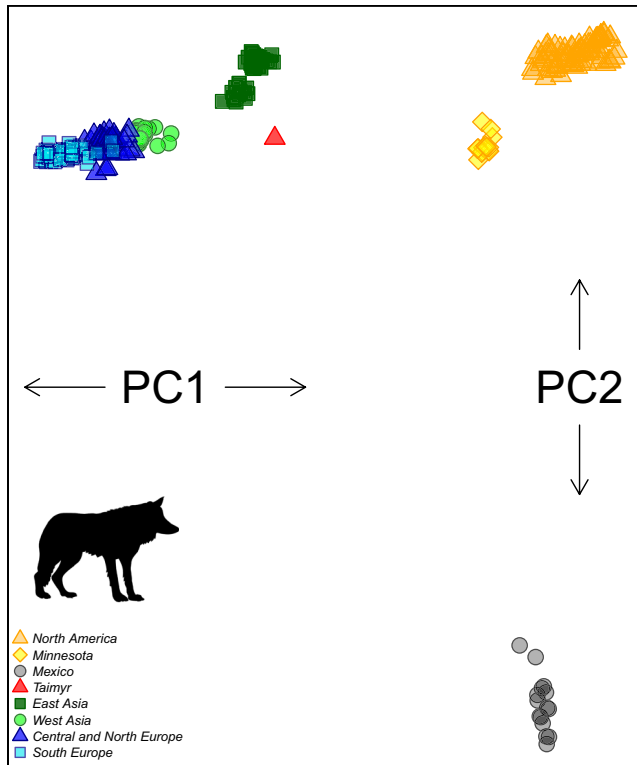 PC1
PC2
North America
Minnesota
Mexico
Taimyr
East Asia
West Asia
Central and North Europe
South Europe